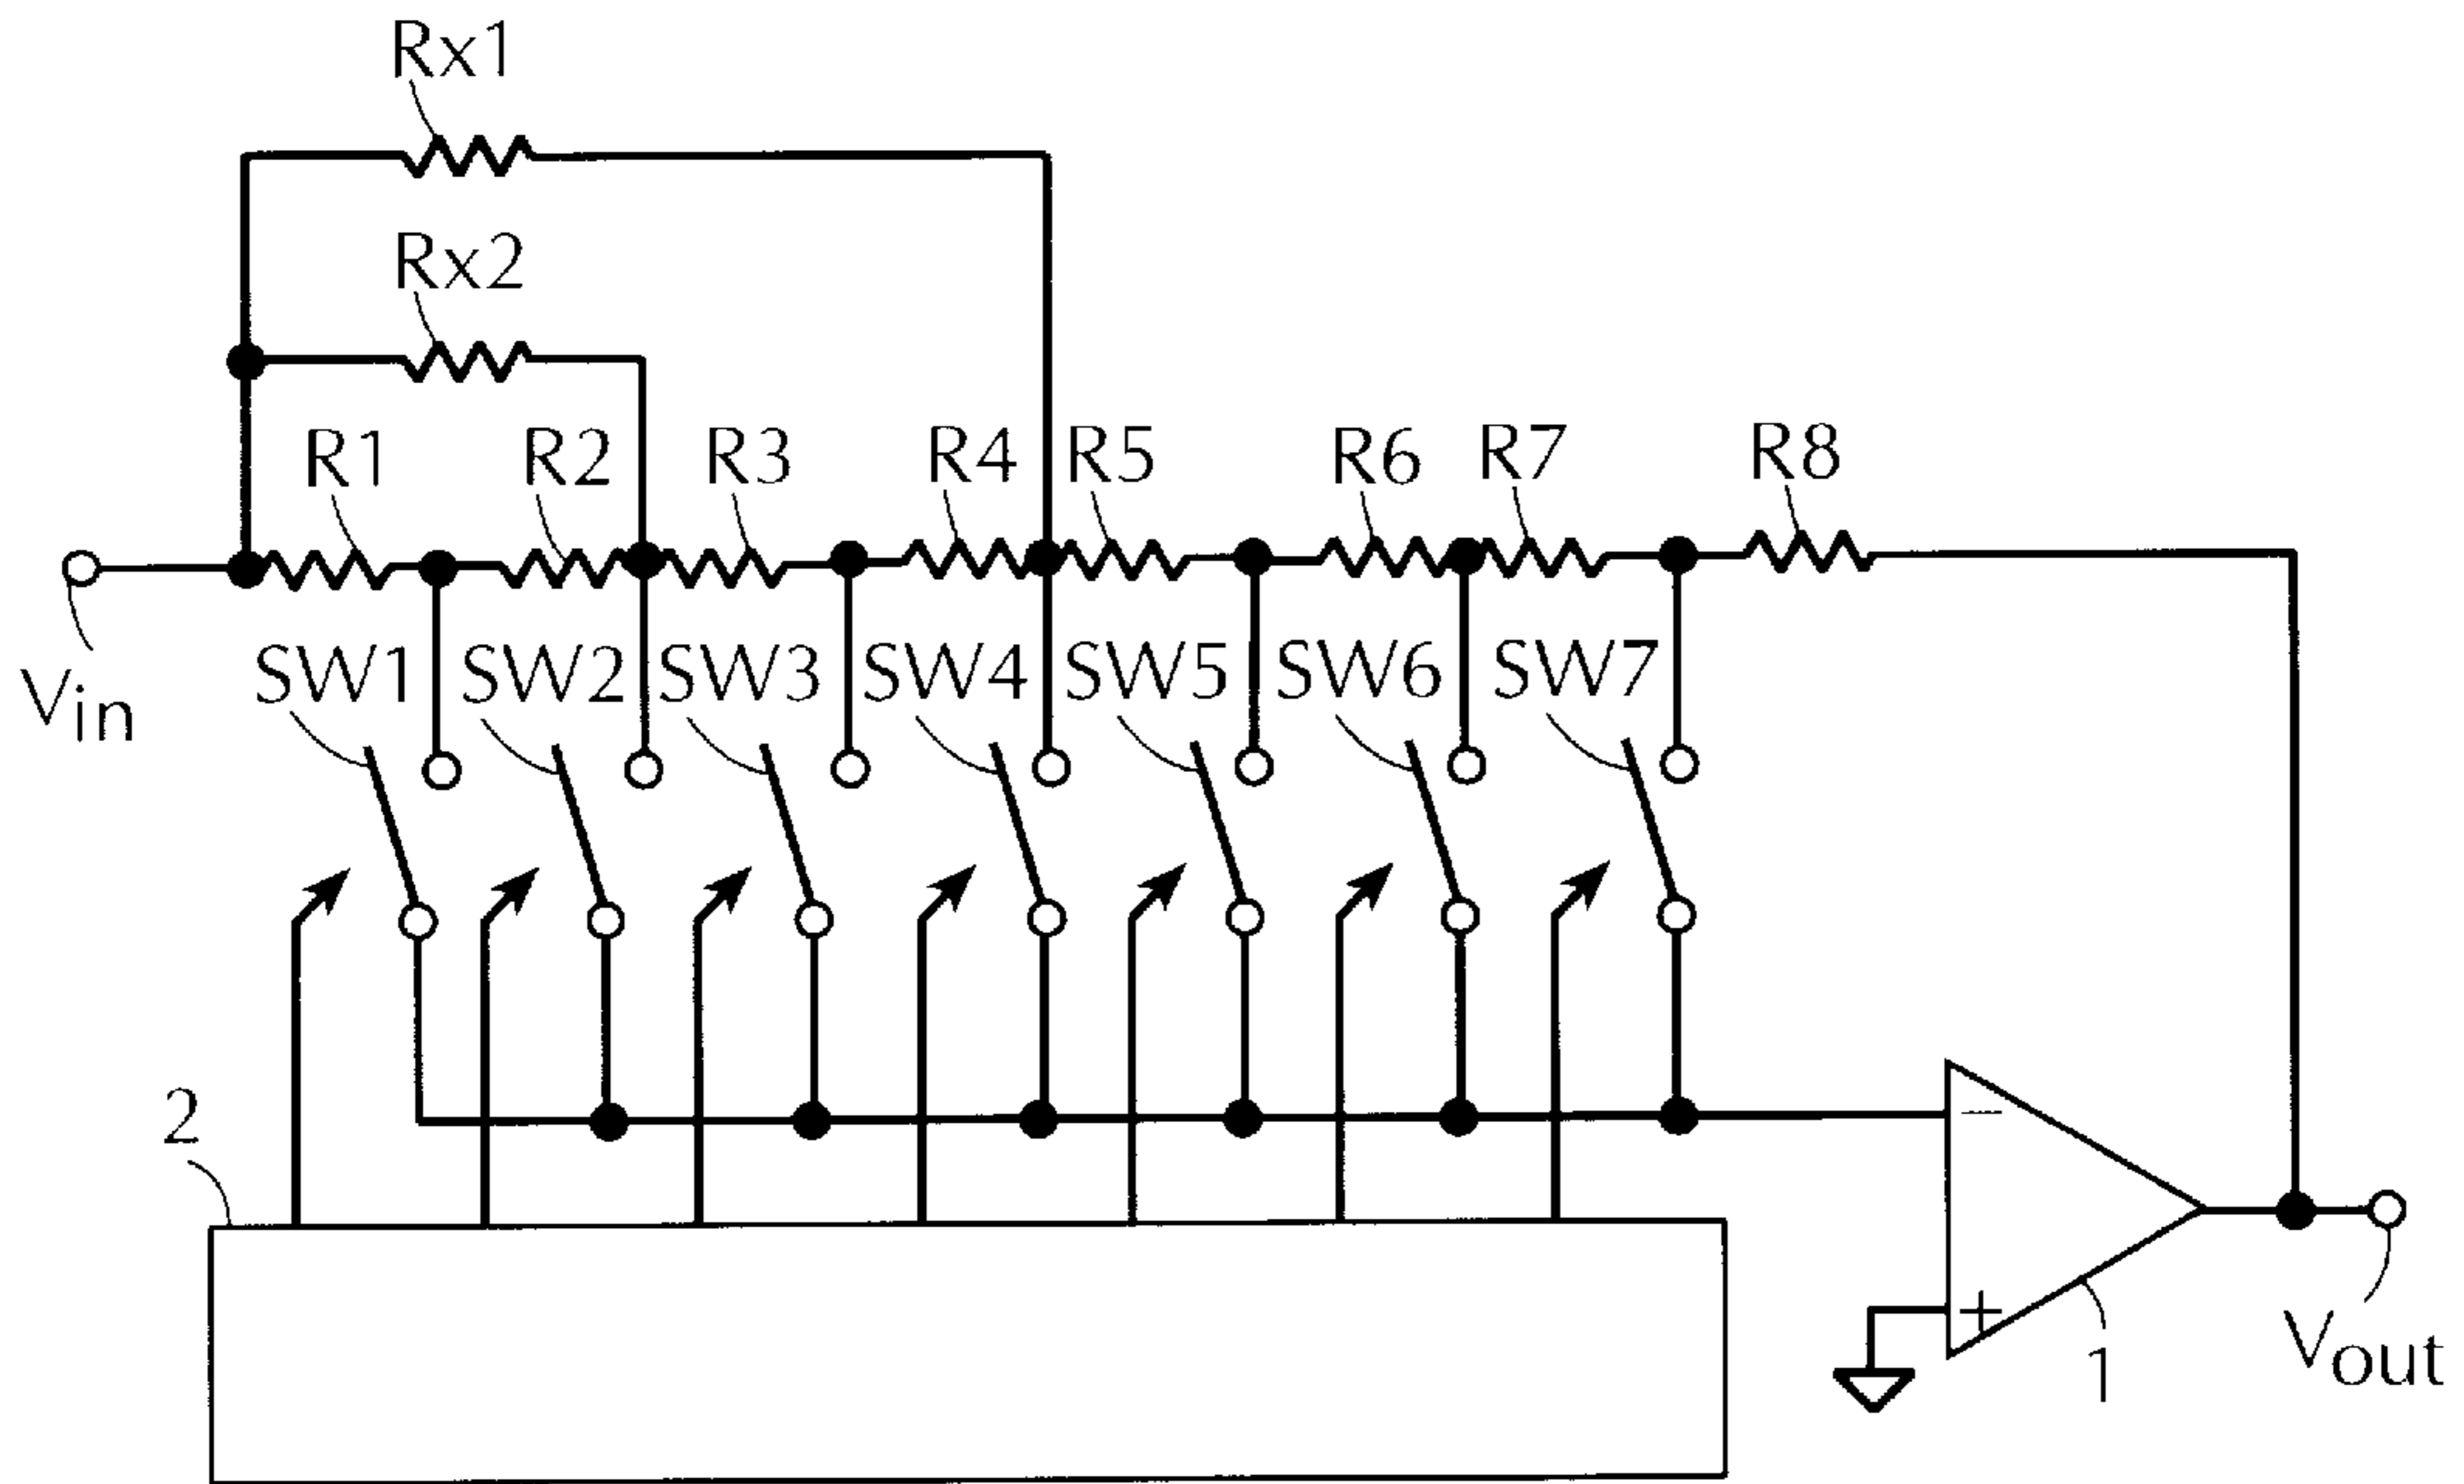 Rx1
Rx2
R1 R2 R3 R4 R5 R6 R7 R8
Vin
SW1 SW2 SW3 SW4 SW5 SW6 SW7
2
−
+
1
Vout